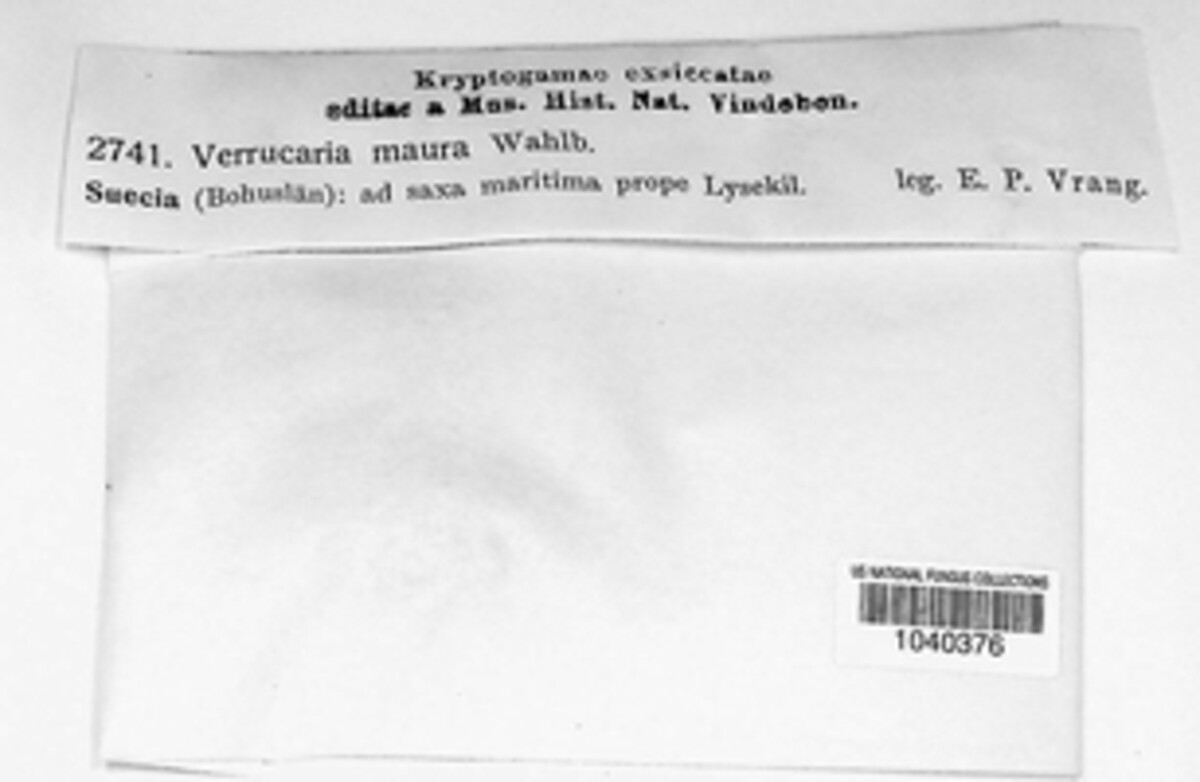 Kryptogamae exsiccatae
editae a Mus. Hist. Nat. Vindobon.
2741. Verrucaria maura Wahlb.
Suecia (Bohuslän): ad saxa maritima prope Lysekil. leg. E. P. Vrang.
US NATIONAL FUNGUS COLLECTIONS
1040376